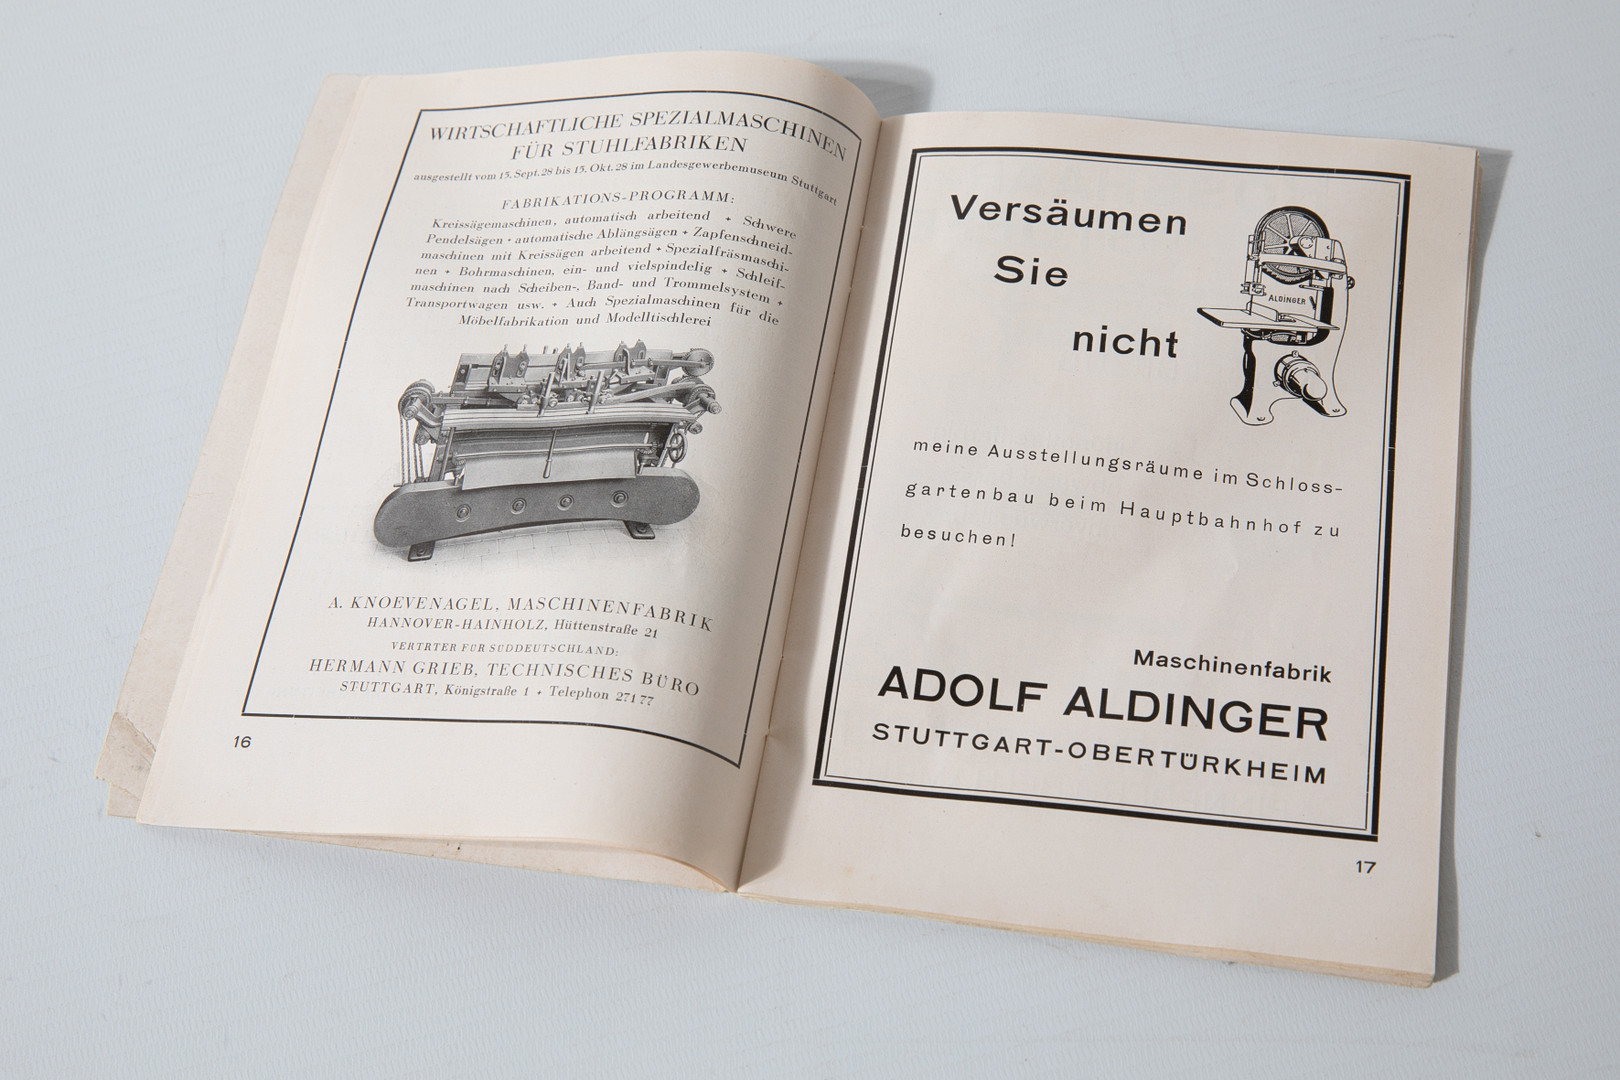 WIRTSCHAFTLICHE SPEZIALMASCHINEN
FÜR STUHLFABRIKEN
ausgestellt vom 15. Sept. 28 bis 15. Okt. 28 im Landesgewerbemuseum Stuttgart
FABRIKATIONS-PROGRAMM:
Kreissägemaschinen, automatisch arbeitend + Schwere
Pendelsägen + automatische Ablängsägen + Zapfenschneid-
maschinen mit Kreissägen arbeitend + Spezialfräsmaschi-
nen + Bohrmaschinen, ein- und vielspindelig + Schleif-
maschinen nach Scheiben-, Band- und Trommelsystem +
Transportwagen usw. + Auch Spezialmaschinen für die
Möbelfabrikation und Modelltischlerei
A. KNOEVENAGEL, MASCHINENFABRIK
HANNOVER-HAINHOLZ, Hüttenstraße 21
VERTRTER FÜR SÜDDEUTSCHLAND:
HERMANN GRIEB, TECHNISCHES BÜRO
STUTTGART, Königstraße 1 + Telephon 271 77
16
Versäumen
Sie
nicht
ALDINGER
meine Ausstellungsräume im Schloss-
gartenbau beim Hauptbahnhof zu
besuchen!
Maschinenfabrik
ADOLF ALDINGER
STUTTGART-OBERTÜRKHEIM
17